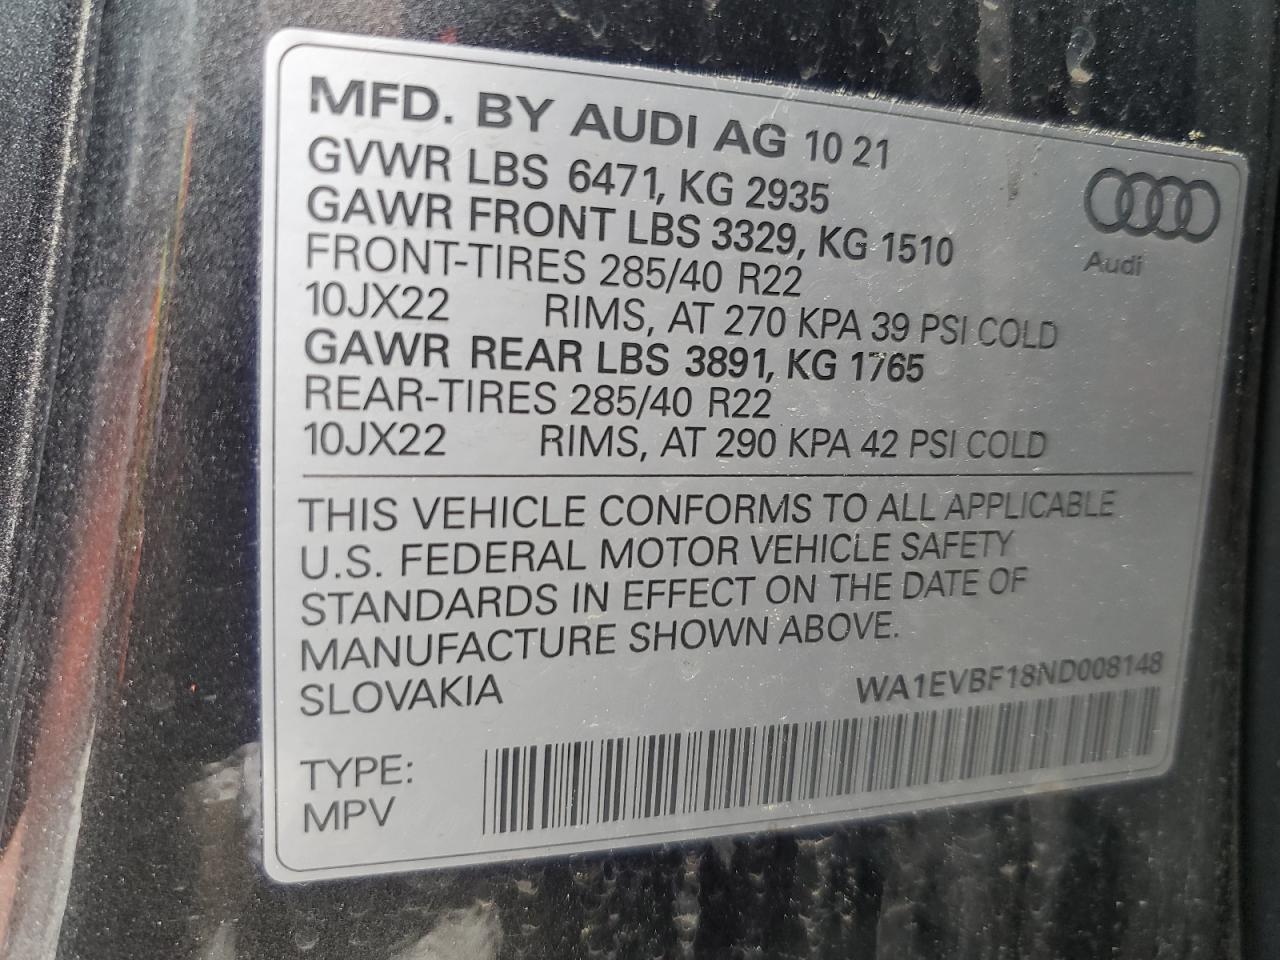 MFD. BY AUDI AG 10 21
GVWR LBS 6471, KG 2935
GAWR FRONT LBS 3329, KG 1510
FRONT-TIRES 285/40 R22
10JX22 RIMS, AT 270 KPA 39 PSI COLD
GAWR REAR LBS 3891, KG 1765
REAR-TIRES 285/40 R22
10JX22 RIMS, AT 290 KPA 42 PSI COLD
Audi
THIS VEHICLE CONFORMS TO ALL APPLICABLE
U.S. FEDERAL MOTOR VEHICLE SAFETY
STANDARDS IN EFFECT ON THE DATE OF
MANUFACTURE SHOWN ABOVE.
SLOVAKIA WA1EVBF18ND008148
TYPE:
MPV